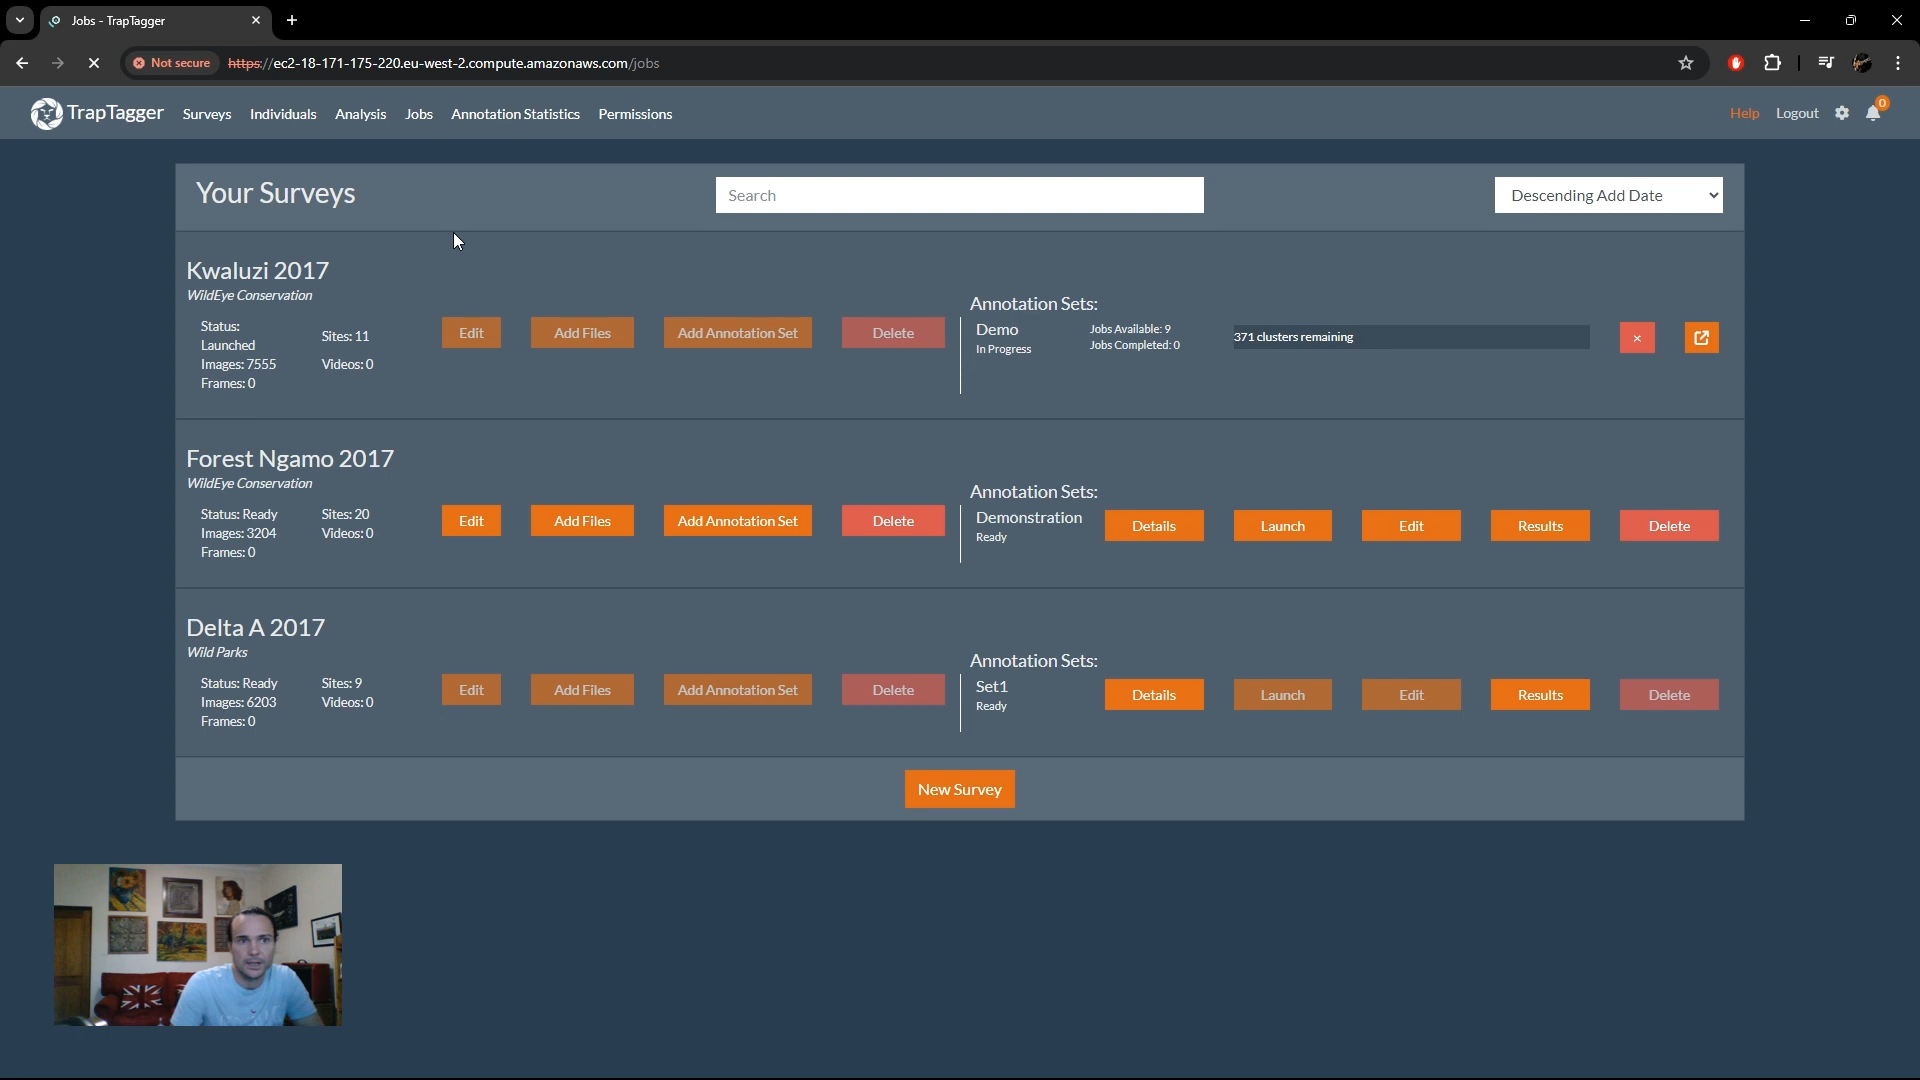 Jobs - TrapTagger
Not secure https://ec2-18-171-175-220.eu-west-2.compute.amazonaws.com/jobs
TrapTagger Surveys Individuals Analysis Jobs Annotation Statistics Permissions Help Logout 0
Your Surveys Search Descending Add Date
Kwaluzi 2017
WildEye Conservation
Status: Launched
Sites: 11
Images: 7555
Videos: 0
Frames: 0
Edit Add Files Add Annotation Set Delete
Annotation Sets:
Demo
In Progress
Jobs Available: 9
Jobs Completed: 0
371 clusters remaining
×
Forest Ngamo 2017
WildEye Conservation
Status: Ready Sites: 20
Images: 3204 Videos: 0
Frames: 0
Edit Add Files Add Annotation Set Delete
Annotation Sets:
Demonstration
Ready
Details Launch Edit Results Delete
Delta A 2017
Wild Parks
Status: Ready Sites: 9
Images: 6203 Videos: 0
Frames: 0
Edit Add Files Add Annotation Set Delete
Annotation Sets:
Set1
Ready
Details Launch Edit Results Delete
New Survey